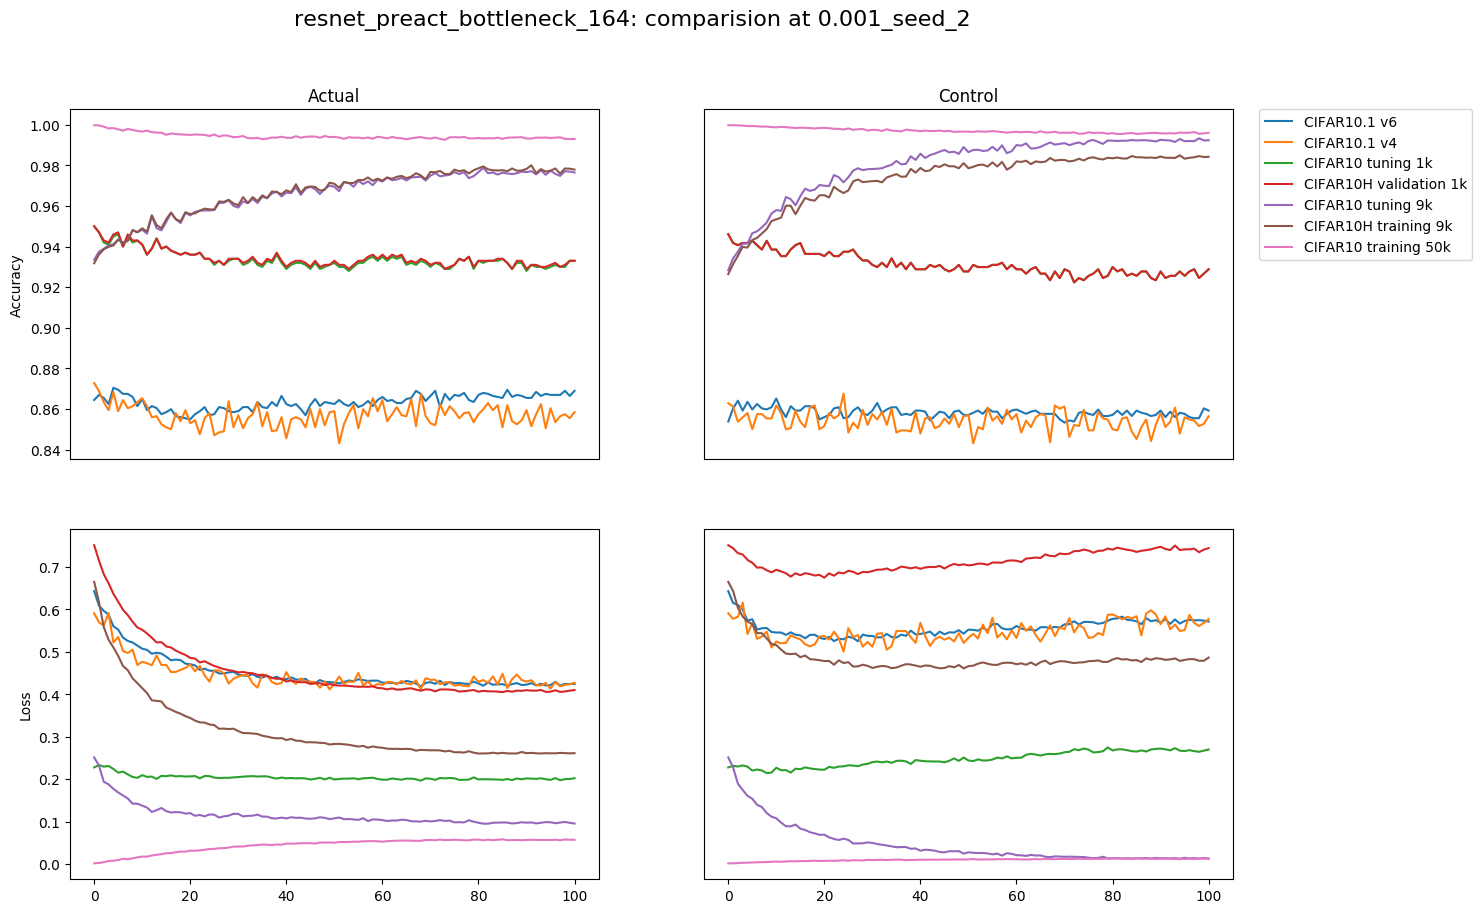 resnet_preact_bottleneck_164: comparision at 0.001_seed_2
Actual
Control
CIFAR10.1 v6
CIFAR10.1 v4
CIFAR10 tuning 1k
CIFAR10H validation 1k
CIFAR10 tuning 9k
CIFAR10H training 9k
CIFAR10 training 50k
Accuracy
1.00
0.98
0.96
0.94
0.92
0.90
0.88
0.86
0.84
Loss
0.7
0.6
0.5
0.4
0.3
0.2
0.1
0.0
0 20 40 60 80 100
0 20 40 60 80 100